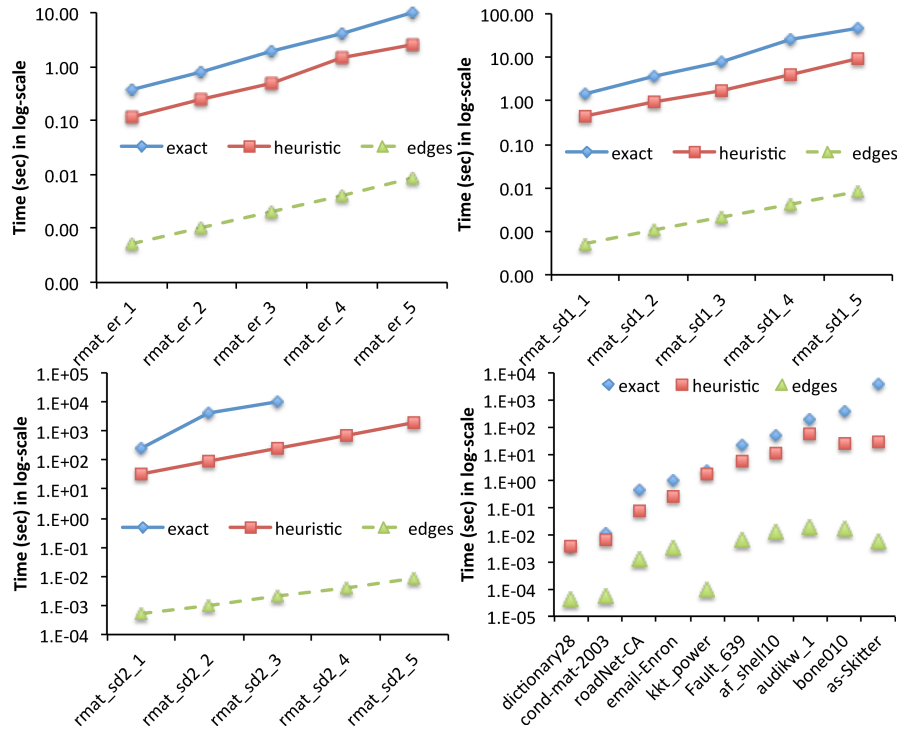 Time (sec) in log-scale
10.00
1.00
0.10
0.01
0.00
0.00
exact
heuristic
edges
rmat_er_1
rmat_er_2
rmat_er_3
rmat_er_4
rmat_er_5
Time (sec) in log-scale
100.00
10.00
1.00
0.10
0.01
0.00
0.00
exact
heuristic
edges
rmat_sd1_1
rmat_sd1_2
rmat_sd1_3
rmat_sd1_4
rmat_sd1_5
Time (sec) in log-scale
1.E+05
1.E+04
1.E+03
1.E+02
1.E+01
1.E+00
1.E-01
1.E-02
1.E-03
1.E-04
exact
heuristic
edges
rmat_sd2_1
rmat_sd2_2
rmat_sd2_3
rmat_sd2_4
rmat_sd2_5
Time (sec) in log-scale
1.E+04
1.E+03
1.E+02
1.E+01
1.E+00
1.E-01
1.E-02
1.E-03
1.E-04
1.E-05
exact
heuristic
edges
dictionary28
cond-mat-2003
roadNet-CA
email-Enron
kkt_power
Fault_639
af_shell10
audikw_1
bone010
as-Skitter